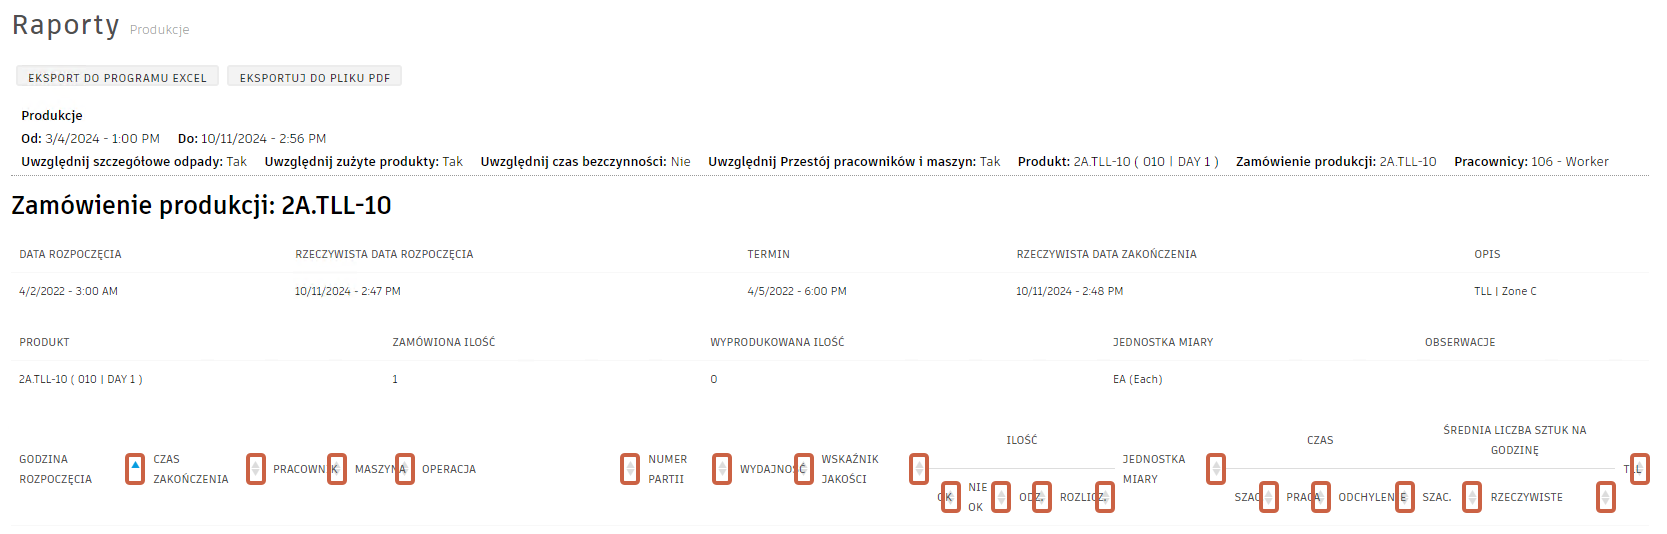 Raporty Produkcje
EKSPORT DO PROGRAMU EXCEL EKSPORTUJ DO PLIKU PDF
Produkcje
Od: 3/4/2024 - 1:00 PM Do: 10/11/2024 - 2:56 PM
Uwzględnij szczegółowe odpady: Tak Uwzględnij zużyte produkty: Tak Uwzględnij czas bezczynności: Nie Uwzględnij Przestój pracowników i maszyn: Tak Produkt: 2A.TLL-10 ( 010 | DAY 1 ) Zamówienie produkcji: 2A.TLL-10 Pracownicy: 106 - Worker
Zamówienie produkcji: 2A.TLL-10
DATA ROZPOCZĘCIA RZECZYWISTA DATA ROZPOCZĘCIA TERMIN RZECZYWISTA DATA ZAKOŃCZENIA OPIS
4/2/2022 - 3:00 AM 10/11/2024 - 2:47 PM 4/5/2022 - 6:00 PM 10/11/2024 - 2:48 PM TLL | Zone C
PRODUKT ZAMÓWIONA ILOŚĆ WYPRODUKOWANA ILOŚĆ JEDNOSTKA MIARY OBSERWACJE
2A.TLL-10 ( 010 | DAY 1 ) 1 0 EA (Each)
GODZINA ROZPOCZĘCIA
CZAS ZAKOŃCZENIA
PRACOWNIK
MASZYNA
OPERACJA
NUMER PARTII
WYDAJNOŚĆ
WSKAŹNIK JAKOŚCI
ILOŚĆ
OK
NIE OK
ODZ.
ROZLICZ.
JEDNOSTKA MIARY
CZAS
SZAC.
PRACA
ODCHYLENIE
ŚREDNIA LICZBA SZTUK NA GODZINĘ
SZAC.
RZECZYWISTE
TLL